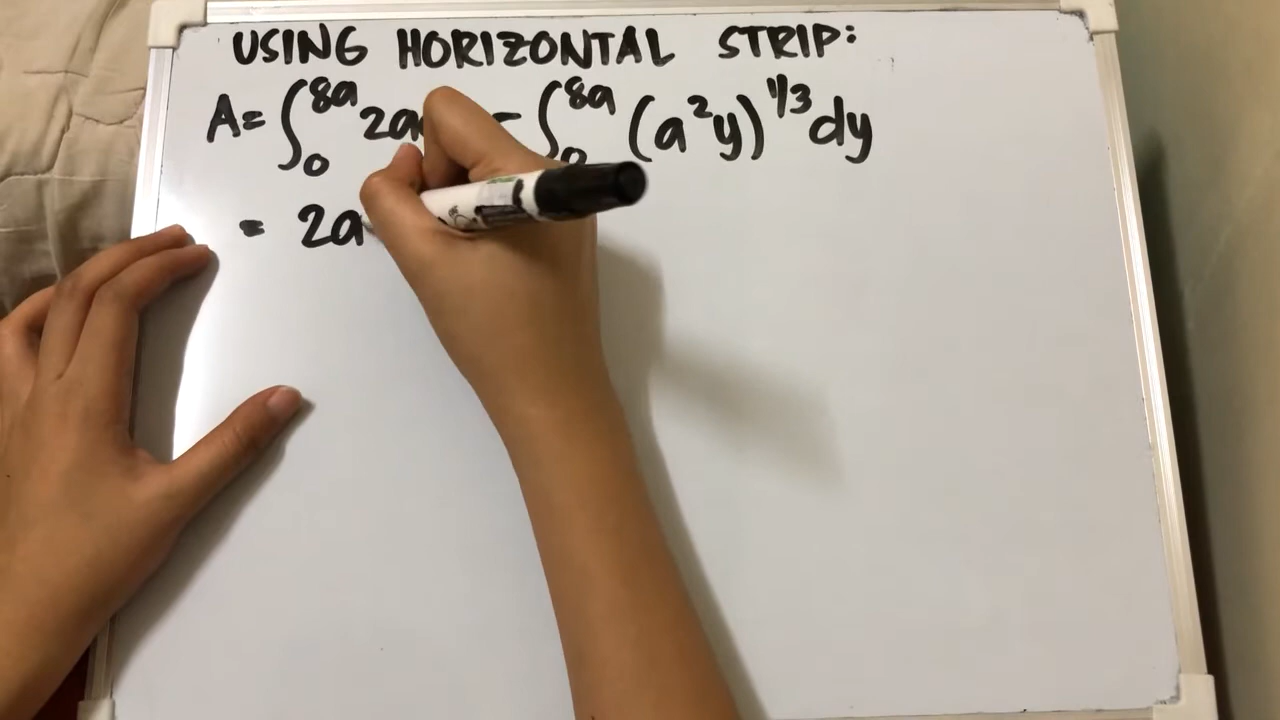 USING HORIZONTAL STRIP:
A=∫₀^8a 2a - ∫₀^8a (a²y)^1/3 dy
= 2a